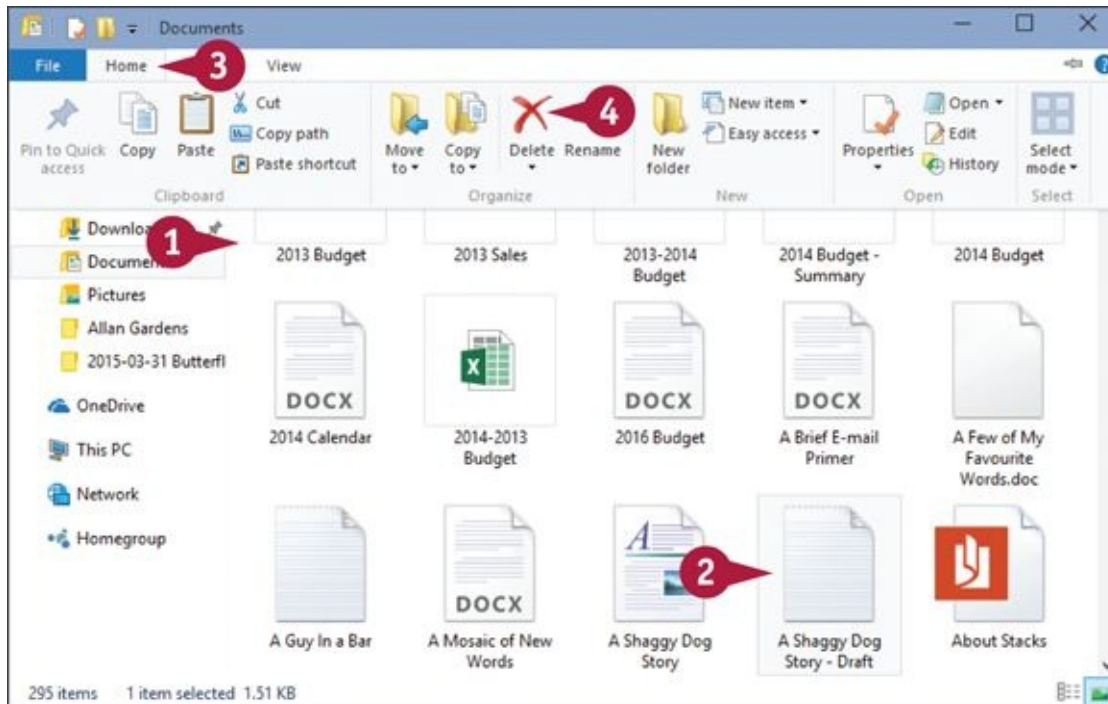 Documents
File Home 3 View
Pin to Quick access
Copy
Paste
Cut
Copy path
Paste shortcut
Clipboard
Move to
Copy to
Delete
4
Rename
Organize
New folder
New item
Easy access
New
Properties
Open
Edit
History
Open
Select mode
Select
1
Documen
Pictures
Allan Gardens
2015-03-31 Butterfl
OneDrive
This PC
Network
Homegroup
2013 Budget
2013 Sales
2013-2014
Budget
2014 Budget -
Summary
2014 Budget
DOCX
2014 Calendar
X
2014-2013
Budget
DOCX
2016 Budget
DOCX
A Brief E-mail
Primer
A Few of My
Favourite
Words.doc
A Guy In a Bar
DOCX
A Mosaic of New
Words
A
A Shaggy Dog
Story
2
A Shaggy Dog
Story - Draft
About Stacks
295 items 1 item selected 1.51 KB